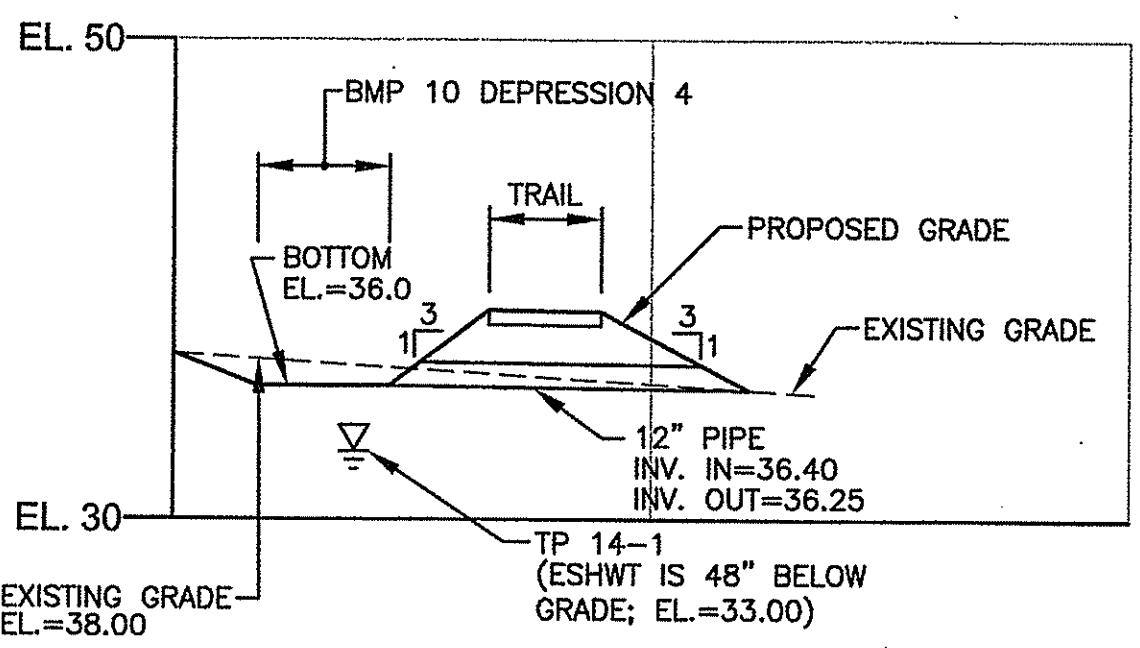 EL. 50
BMP 10 DEPRESSION 4
TRAIL
PROPOSED GRADE
BOTTOM
EL.=36.0
3
1
3
1
EXISTING GRADE
12" PIPE
INV. IN=36.40
INV. OUT=36.25
EL. 30
TP 14-1
(ESHWT IS 48" BELOW
GRADE; EL.=33.00)
EXISTING GRADE
EL.=38.00